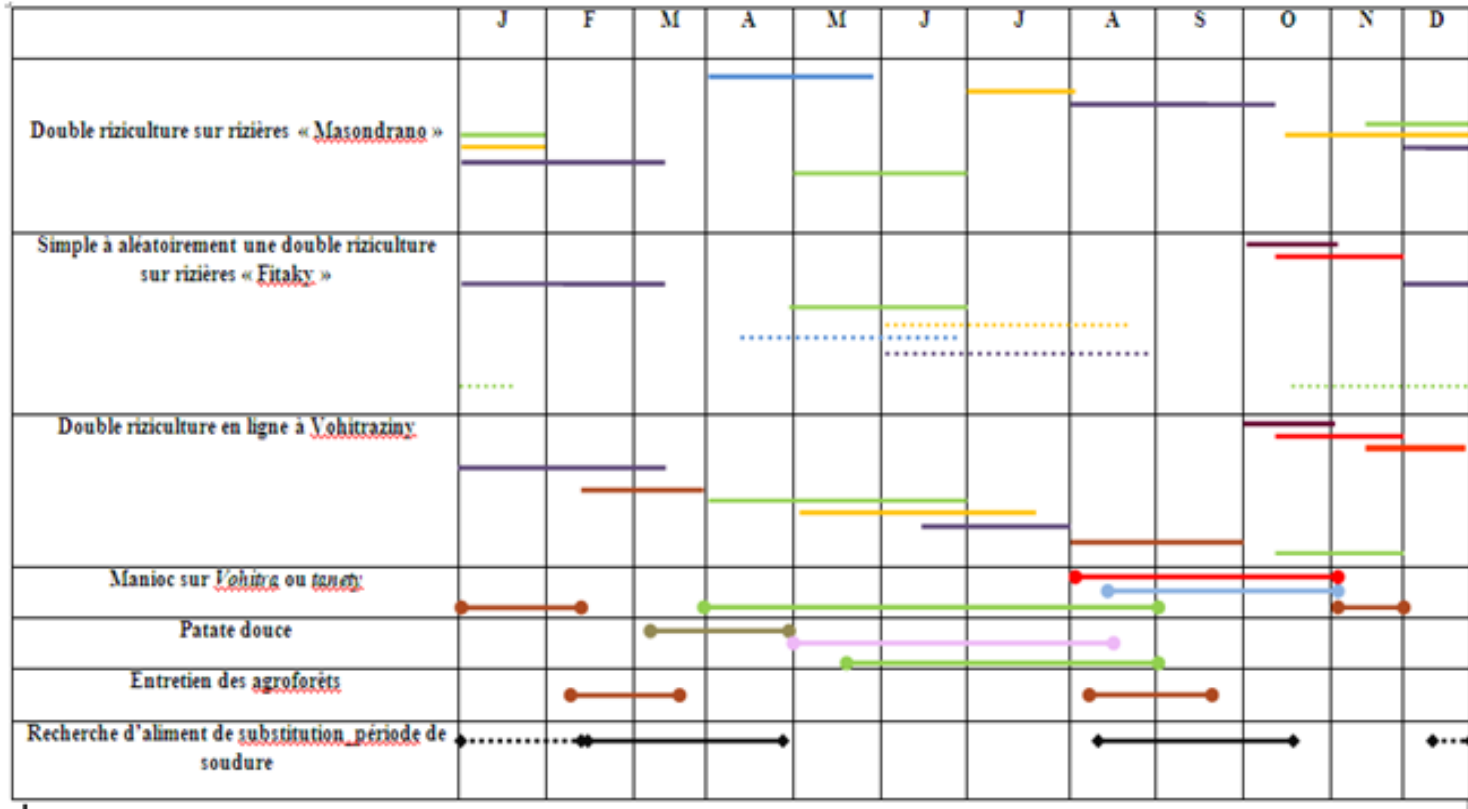 J F M A M J J A S O N D
Double riziculture sur rizières « Masondrano »
Simple à aléatoirement une double riziculture
sur rizières « Fitaky »
Double riziculture en ligne à Vohitraziny
Manioc sur Vohitra ou tanety
Patate douce
Entretien des agroforêts
Recherche d’aliment de substitution_période de
soudure